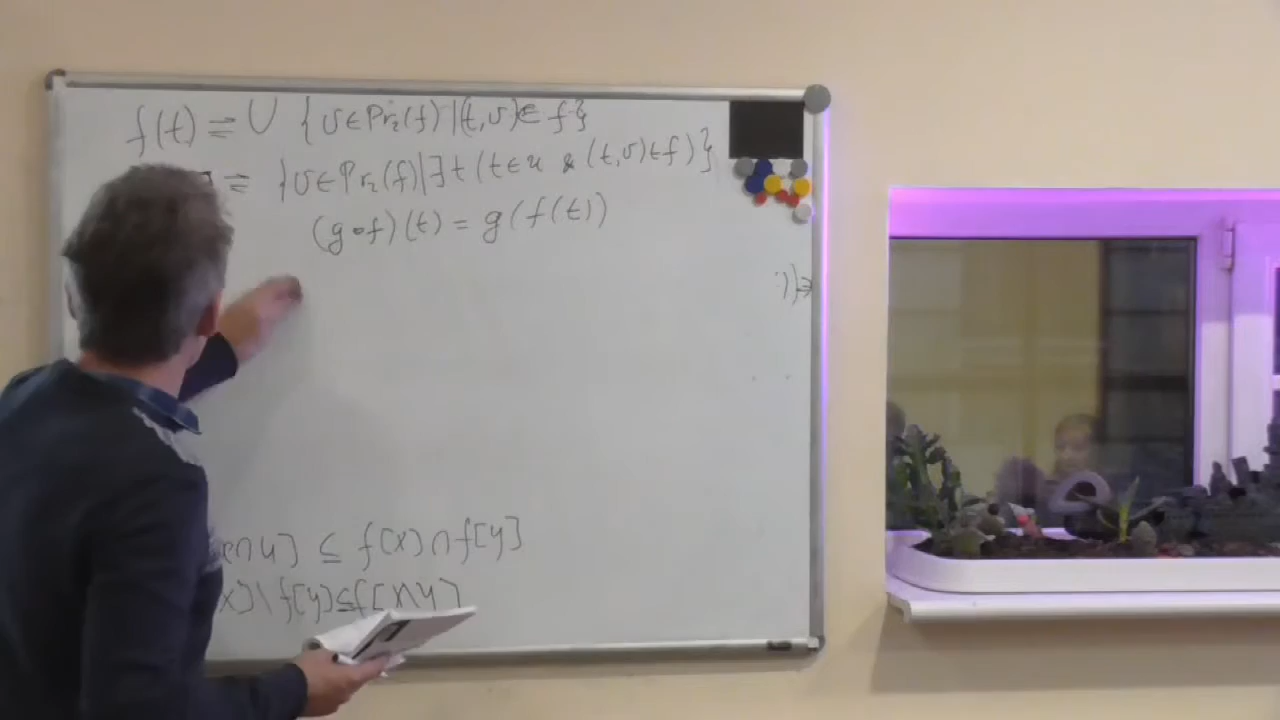 f(t) ⇌ ∪ {v∈Pr₂(f) | (t,v)∈ f}
⇌ {v∈Pr₂(f)|∃t(t∈u & (t,v)∈f)}
(g∘f)(t) = g(f(t))
∩y] ⊆ f[x]∩f[y]
x]\f[y]⊆f[x\y]